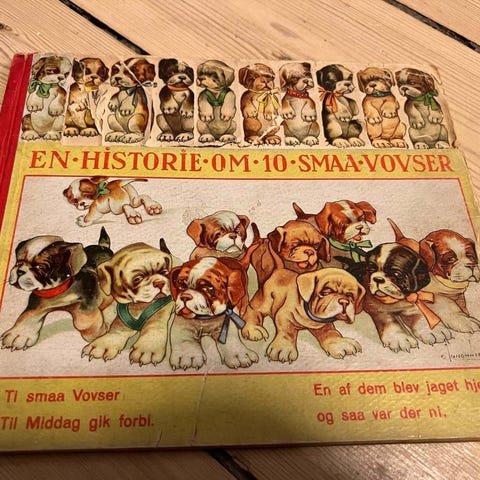 EN·HISTORIE·OM·10·SMAA·VOVSER
Ti smaa Vovser
Til Middag gik forbi.
En af dem blev jaget hje
og saa var der ni.